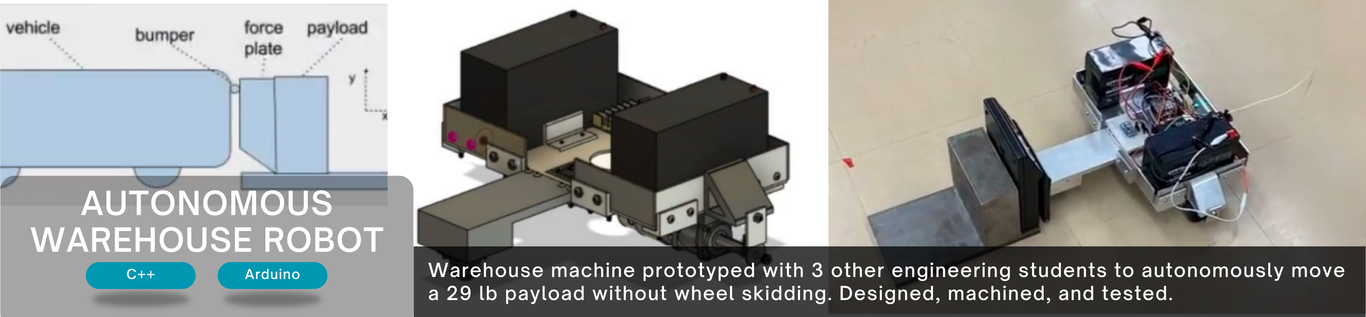 vehicle
bumper
force
plate
payload
y
x
AUTONOMOUS
WAREHOUSE ROBOT
C++
Arduino
Warehouse machine prototyped with 3 other engineering students to autonomously move
a 29 lb payload without wheel skidding. Designed, machined, and tested.